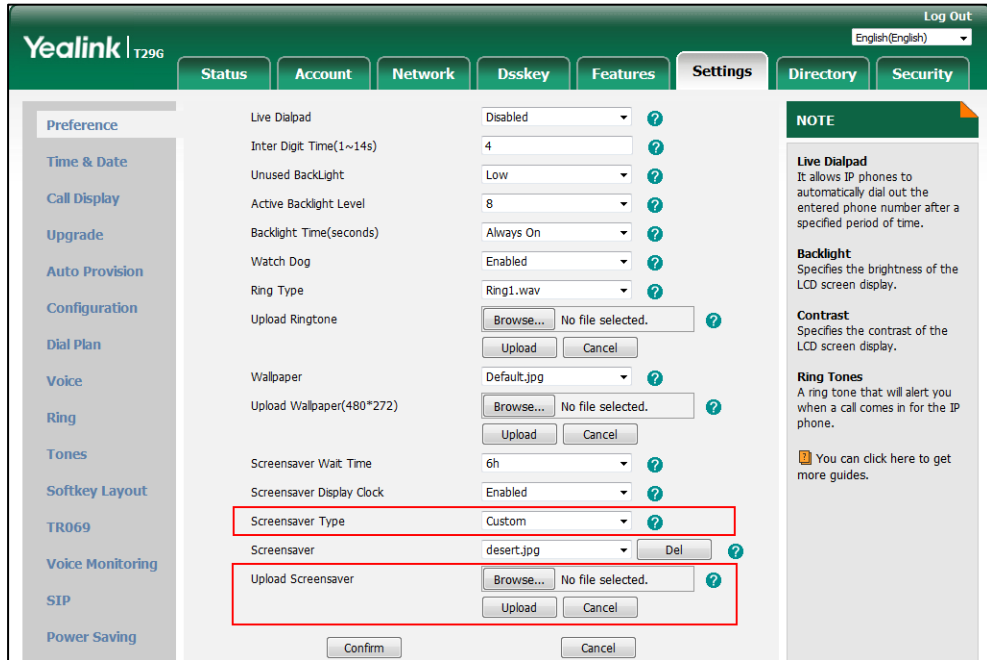 Log Out
Yealink | T29G
English(English)
Status Account Network Dsskey Features Settings Directory Security
Preference
Time & Date
Call Display
Upgrade
Auto Provision
Configuration
Dial Plan
Voice
Ring
Tones
Softkey Layout
TR069
Voice Monitoring
SIP
Power Saving
Live Dialpad Disabled ?
Inter Digit Time(1~14s) 4 ?
Unused BackLight Low ?
Active Backlight Level 8 ?
Backlight Time(seconds) Always On ?
Watch Dog Enabled ?
Ring Type Ring1.wav ?
Upload Ringtone Browse... No file selected. ?
Upload Cancel
Wallpaper Default.jpg ?
Upload Wallpaper(480*272) Browse... No file selected. ?
Upload Cancel
Screensaver Wait Time 6h ?
Screensaver Display Clock Enabled ?
Screensaver Type Custom ?
Screensaver desert.jpg Del ?
Upload Screensaver Browse... No file selected. ?
Upload Cancel
Confirm Cancel
NOTE
Live Dialpad
It allows IP phones to
automatically dial out the
entered phone number after a
specified period of time.
Backlight
Specifies the brightness of the
LCD screen display.
Contrast
Specifies the contrast of the
LCD screen display.
Ring Tones
A ring tone that will alert you
when a call comes in for the IP
phone.
? You can click here to get
more guides.